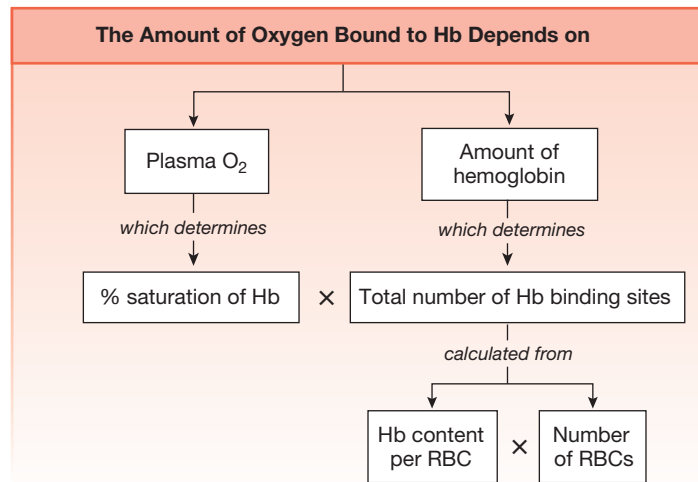 The Amount of Oxygen Bound to Hb Depends on
Plasma O₂
Amount of
hemoglobin
which determines
which determines
% saturation of Hb
×
Total number of Hb binding sites
calculated from
Hb content
per RBC
×
Number
of RBCs